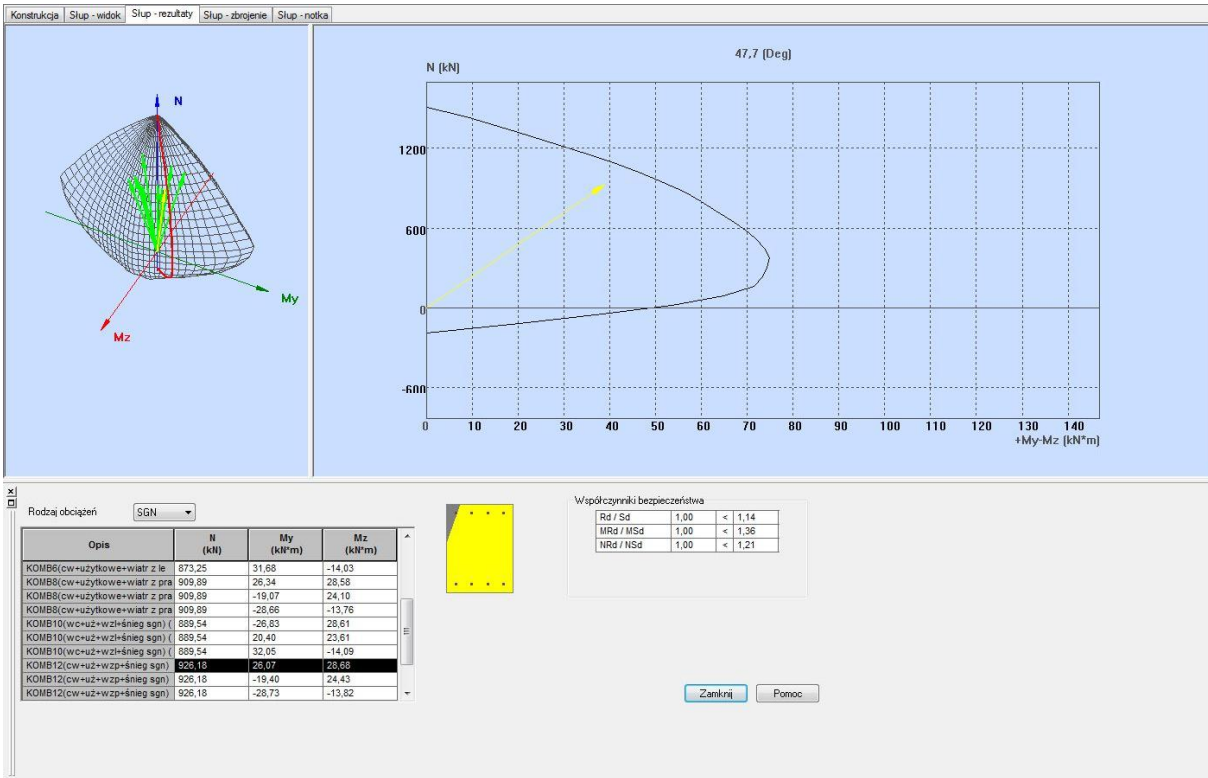 Konstrukcja Słup - widok Słup - rezultaty Słup - zbrojenie Słup - notka
N
My
Mz
47,7 (Deg)
N (kN)
1200
600
0
-600
0 10 20 30 40 50 60 70 80 90 100 110 120 130 140
+My-Mz (kN*m)
Rodzaj obciążeń SGN
Opis N (kN) My (kN*m) Mz (kN*m)
KOMB6(cw+użytkowe+wiatr z le 873,25 31,68 -14,03
KOMB8(cw+użytkowe+wiatr z pra 909,89 26,34 28,58
KOMB8(cw+użytkowe+wiatr z pra 909,89 -19,07 24,10
KOMB8(cw+użytkowe+wiatr z pra 909,89 -28,66 -13,76
KOMB10(wc+uż+wzl+śnieg sgn) ( 889,54 -26,83 28,61
KOMB10(wc+uż+wzl+śnieg sgn) ( 889,54 20,40 23,61
KOMB10(wc+uż+wzl+śnieg sgn) ( 889,54 32,05 -14,09
KOMB12(cw+uż+wzp+śnieg sgn) 926,18 26,07 28,68
KOMB12(cw+uż+wzp+śnieg sgn) 926,18 -19,40 24,43
KOMB12(cw+uż+wzp+śnieg sgn) 926,18 -28,73 -13,82
Współczynniki bezpieczeństwa
Rd / Sd 1,00 < 1,14
MRd / MSd 1,00 < 1,36
NRd / NSd 1,00 < 1,21
Zamknij Pomoc